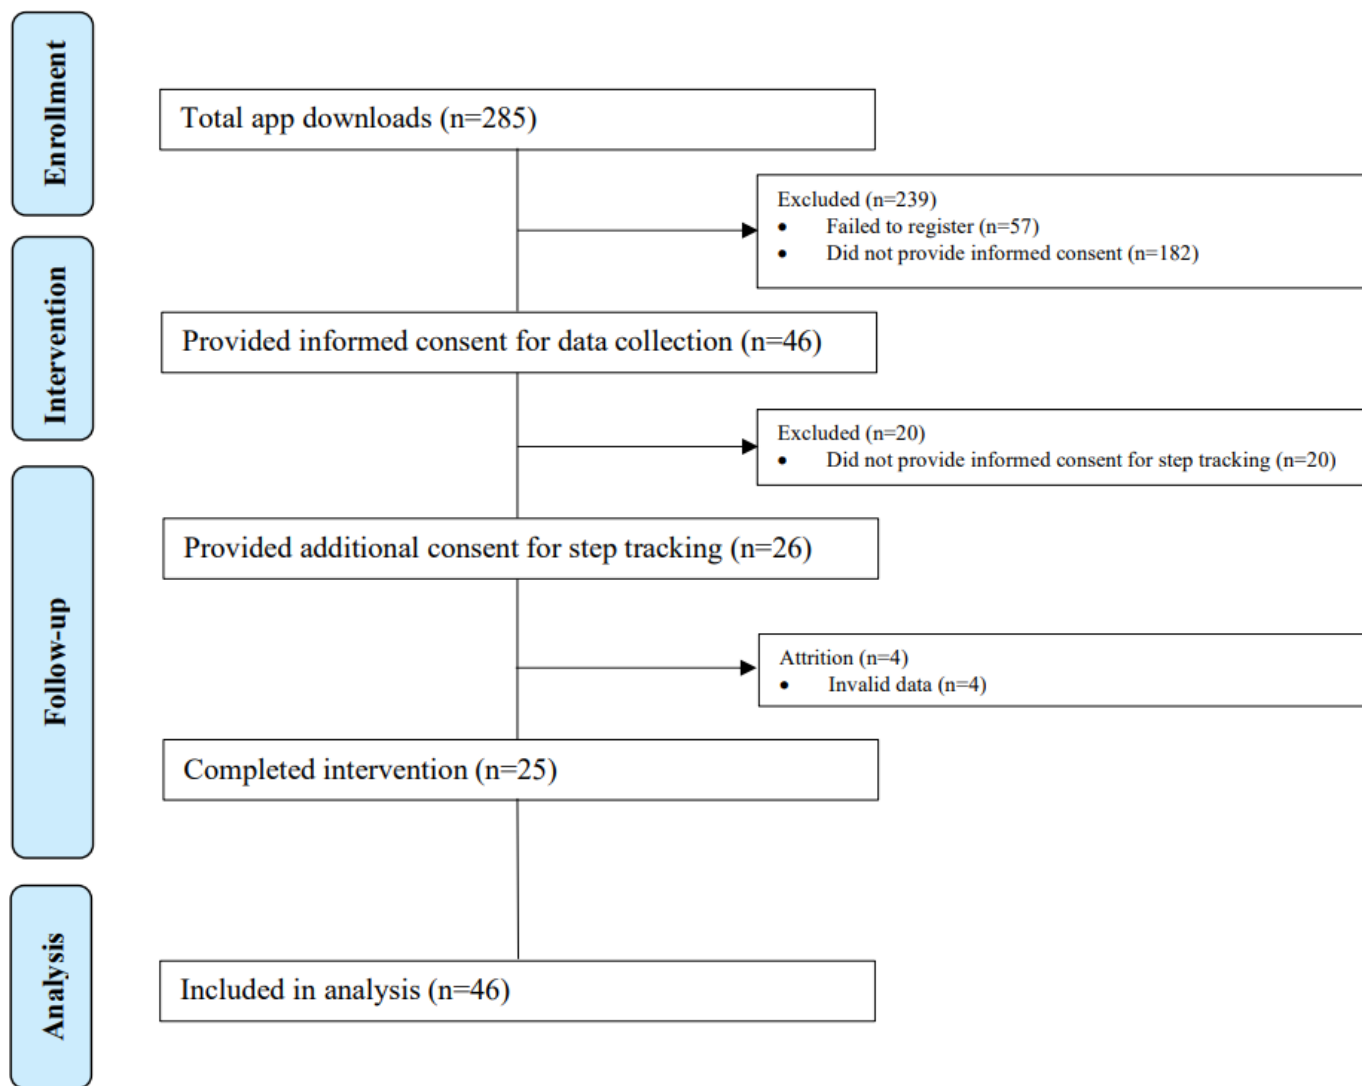 Enrollment
Total app downloads (n=285)
Excluded (n=239)
• Failed to register (n=57)
• Did not provide informed consent (n=182)
Intervention
Provided informed consent for data collection (n=46)
Excluded (n=20)
• Did not provide informed consent for step tracking (n=20)
Follow-up
Provided additional consent for step tracking (n=26)
Attrition (n=4)
• Invalid data (n=4)
Completed intervention (n=25)
Analysis
Included in analysis (n=46)